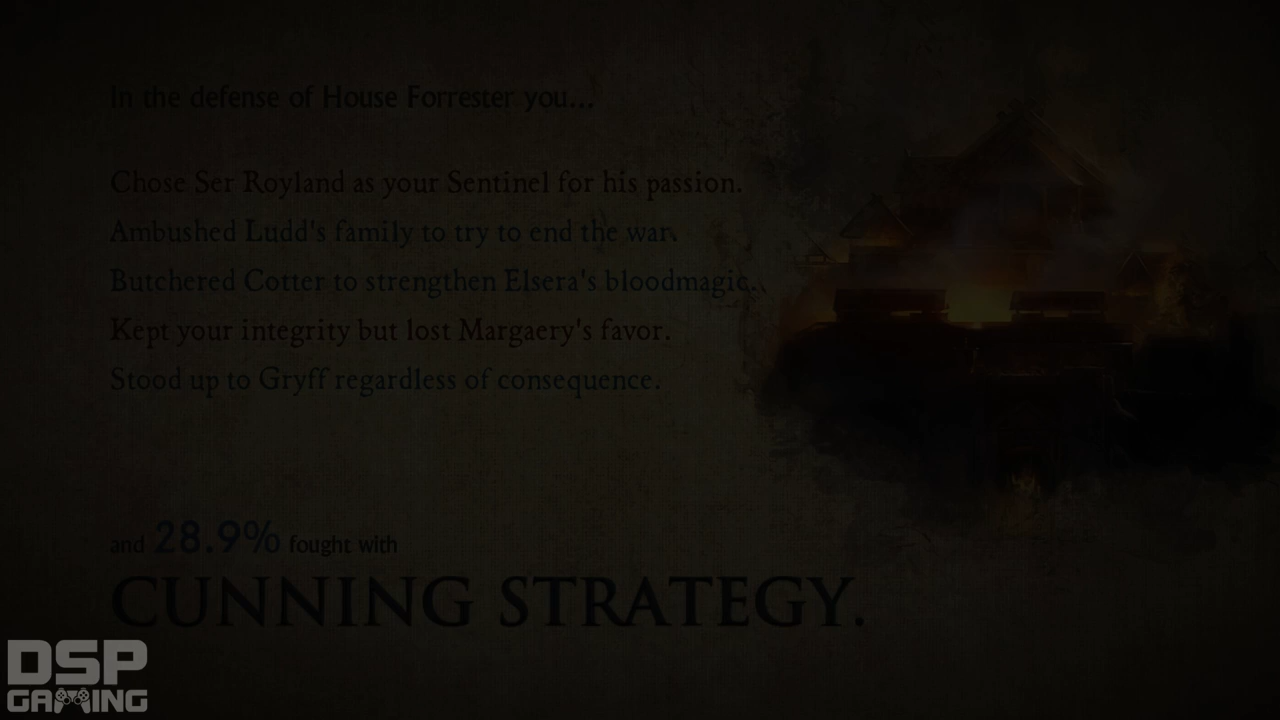 In the defense of House Forrester you...
Chose Ser Royland as your Sentinel for his passion.
Ambushed Ludd's family to try to end the war.
Butchered Cotter to strengthen Elsera's bloodmagic.
Kept your integrity but lost Margaery's favor.
Stood up to Gryff regardless of consequence.
and 28.9% fought with
CUNNING STRATEGY.
DSP
GAMING